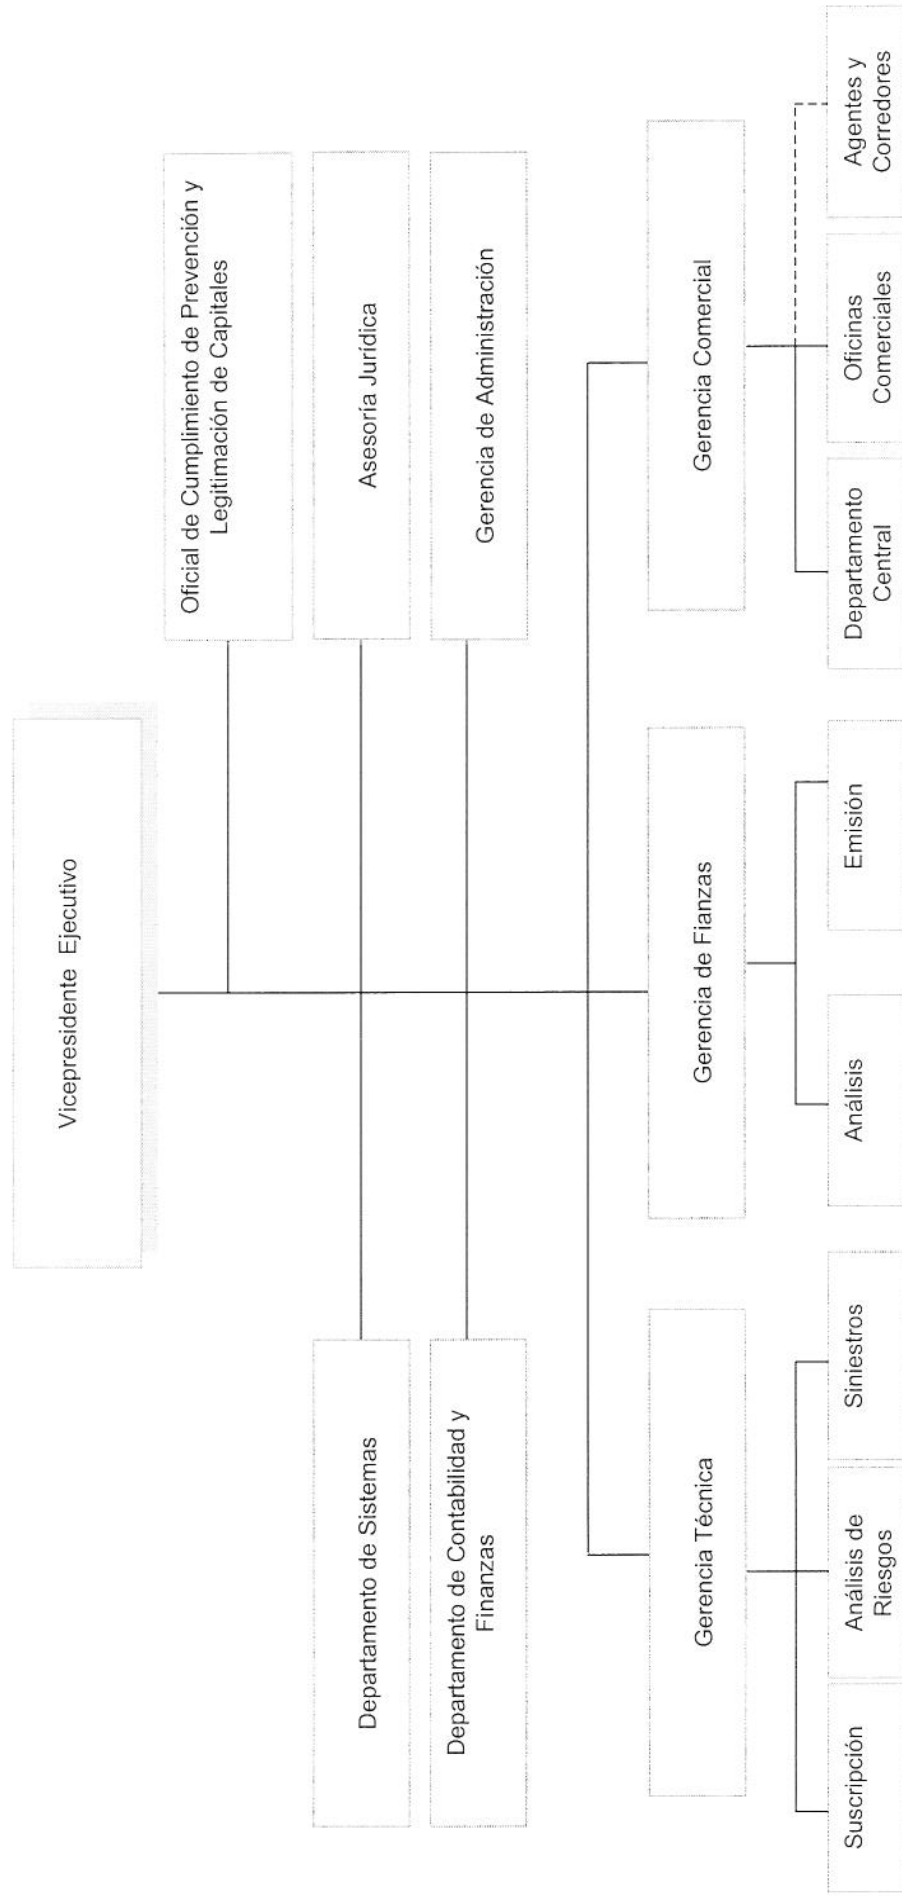 Vicepresidente Ejecutivo
Oficial de Cumplimiento de Prevención y
Legitimación de Capitales
Departamento de Sistemas
Asesoría Jurídica
Departamento de Contabilidad y
Finanzas
Gerencia de Administración
Gerencia Técnica
Gerencia de Fianzas
Gerencia Comercial
Suscripción
Análisis de
Riesgos
Siniestros
Análisis
Emisión
Departamento
Central
Oficinas
Comerciales
Agentes y
Corredores